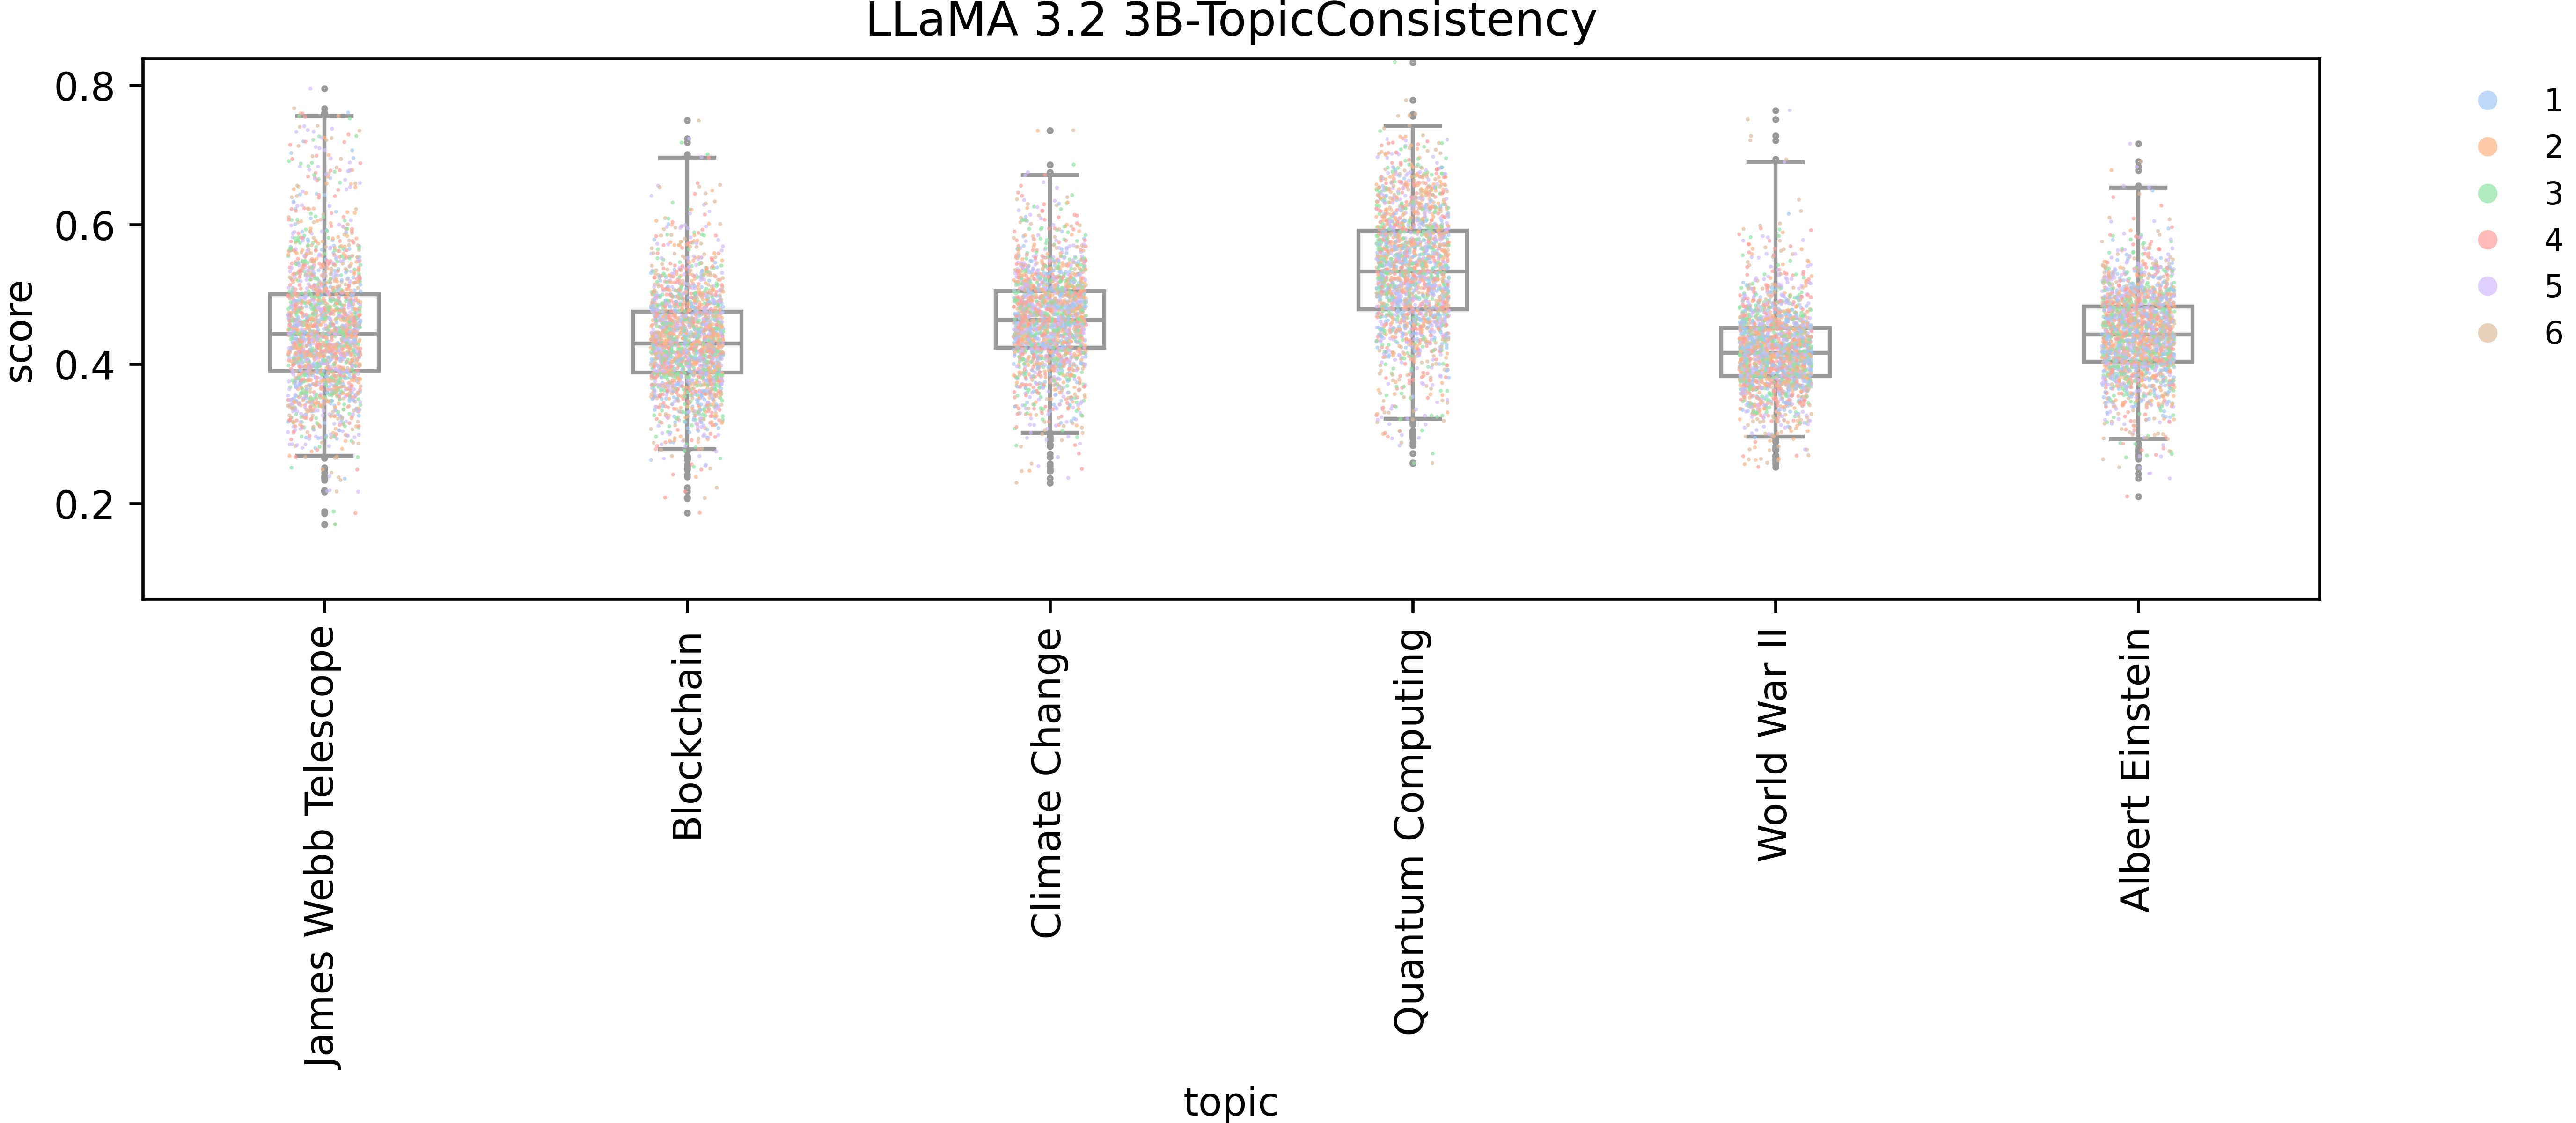 LLaMA 3.2 3B-TopicConsistency
score
0.8
0.6
0.4
0.2
James Webb Telescope
Blockchain
Climate Change
Quantum Computing
World War II
Albert Einstein
topic
1
2
3
4
5
6